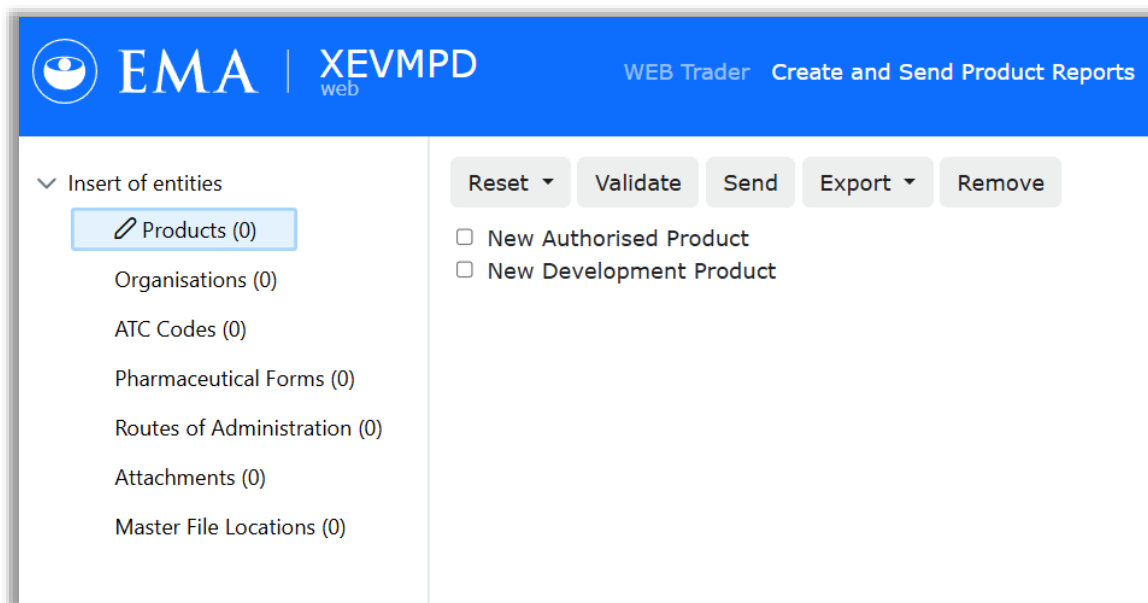 EMA XEVMPD
web
WEB Trader Create and Send Product Reports
Insert of entities
Products (0)
Organisations (0)
ATC Codes (0)
Pharmaceutical Forms (0)
Routes of Administration (0)
Attachments (0)
Master File Locations (0)
Reset Validate Send Export Remove
New Authorised Product
New Development Product